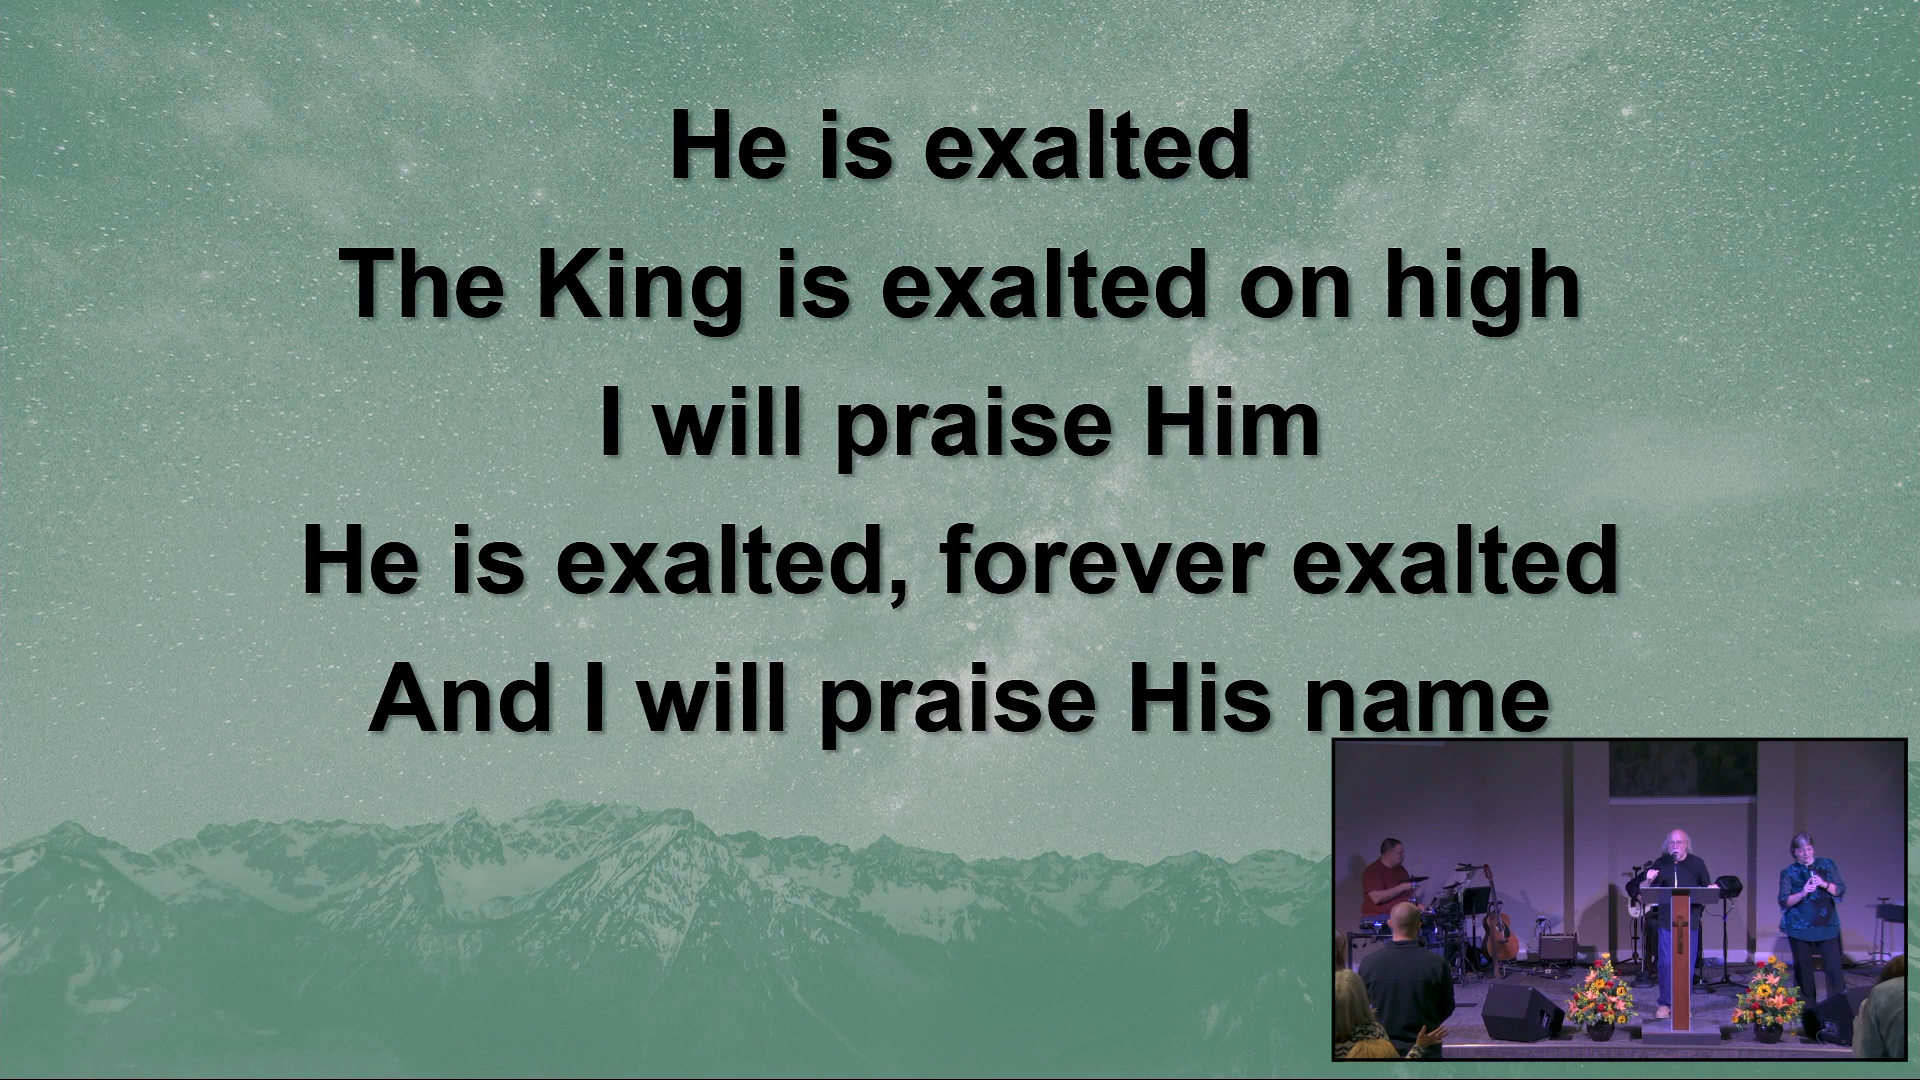 He is exalted
The King is exalted on high
I will praise Him
He is exalted, forever exalted
And I will praise His name